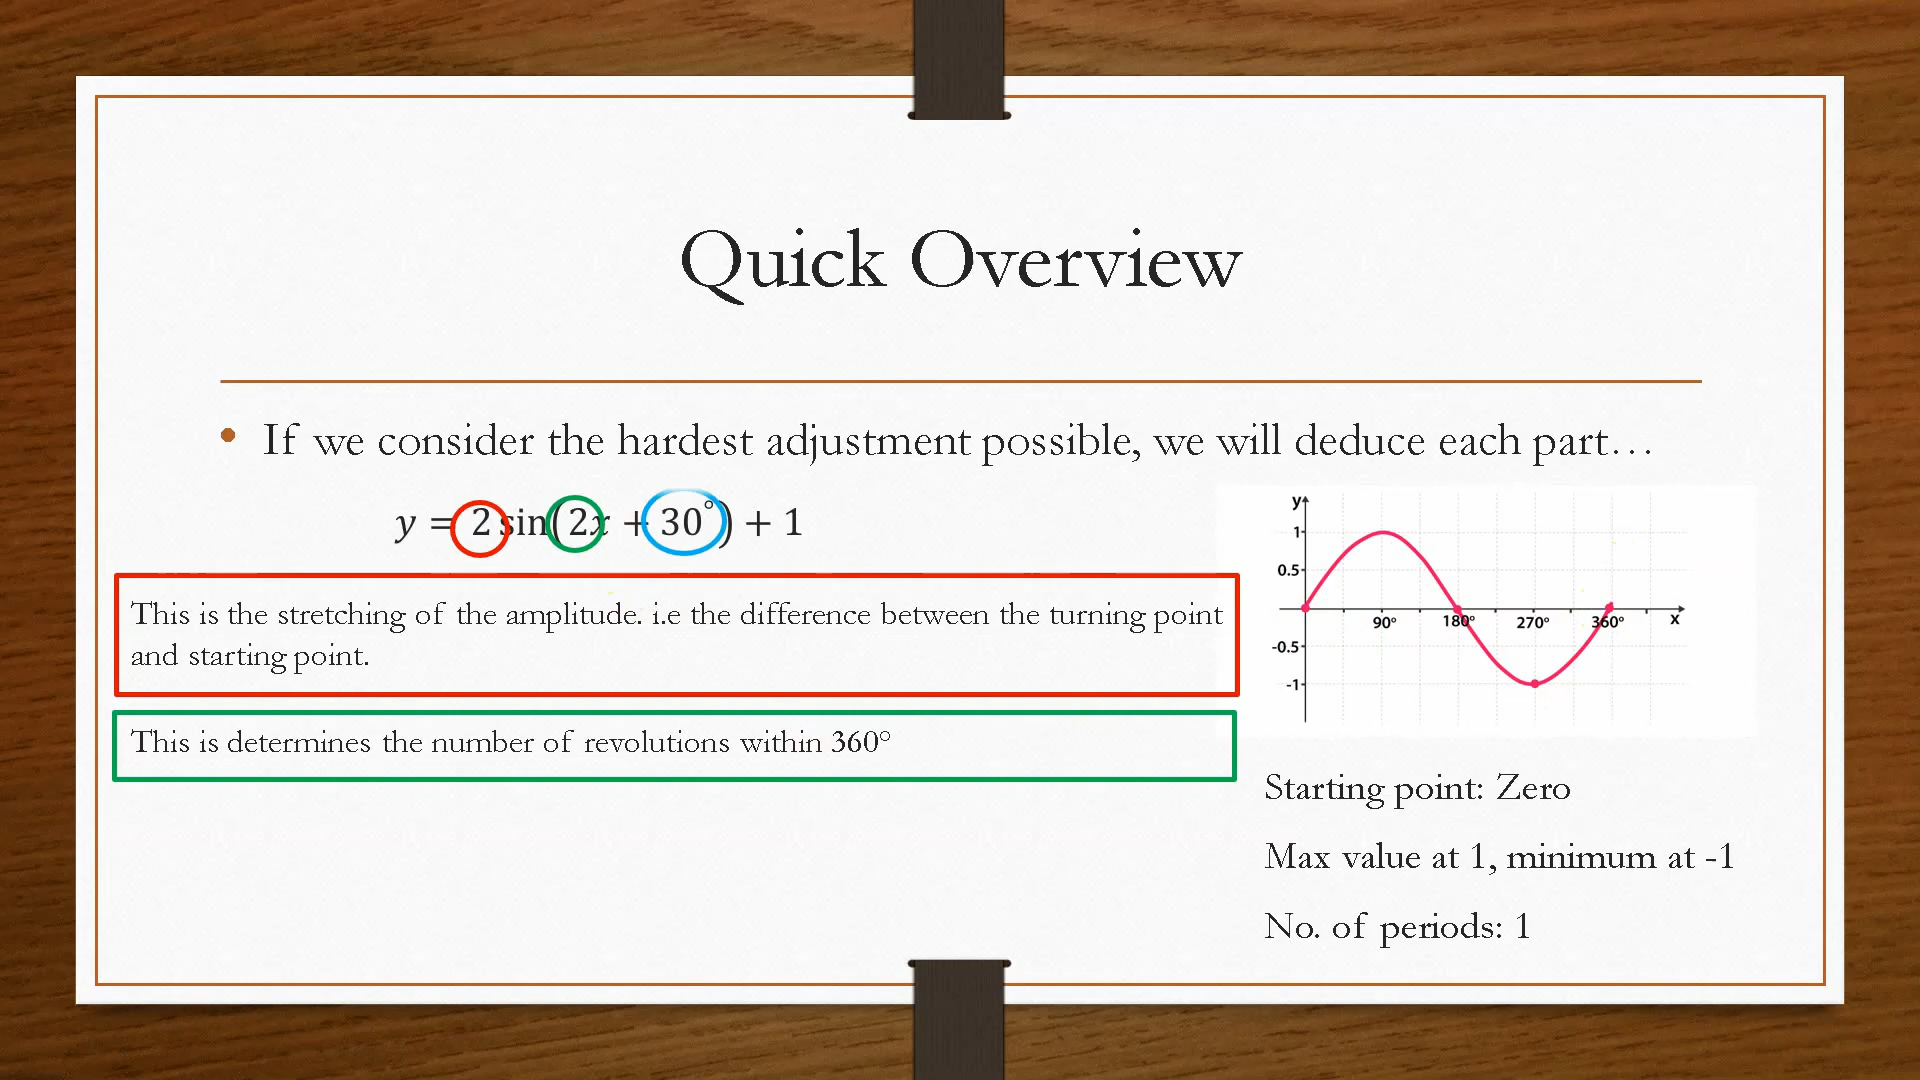 Quick Overview
• If we consider the hardest adjustment possible, we will deduce each part…
y = 2 sin(2x + 30°) + 1
This is the stretching of the amplitude. i.e the difference between the turning point
and starting point.
This is determines the number of revolutions within 360°
y
1
0.5
-0.5
-1
90° 180° 270° 360° x
Starting point: Zero
Max value at 1, minimum at -1
No. of periods: 1